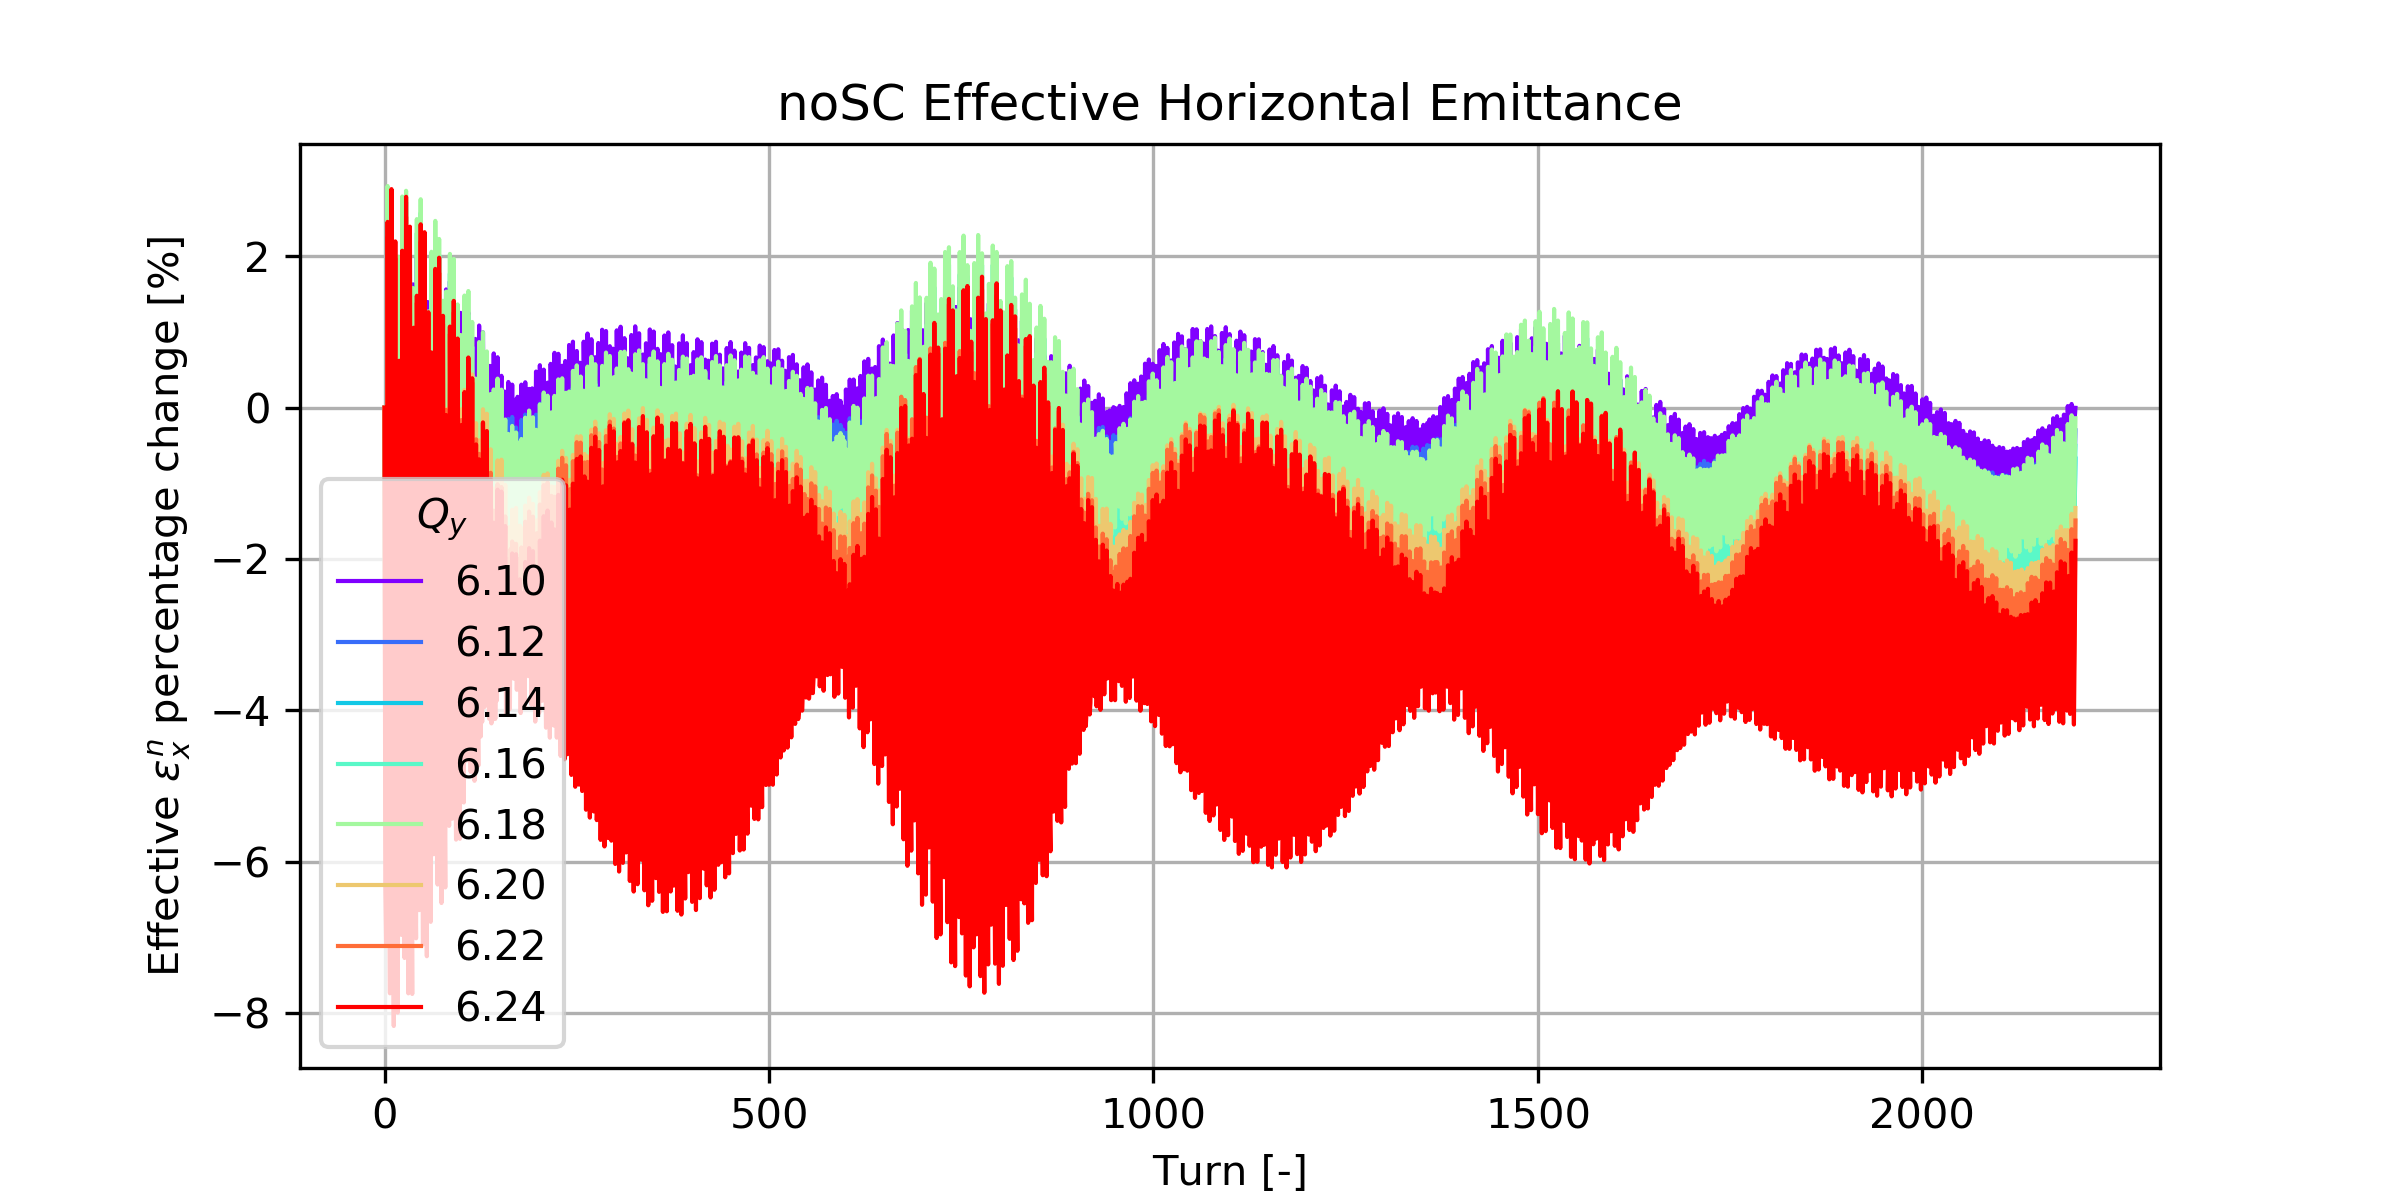 noSC Effective Horizontal Emittance
Effective εₓⁿ percentage change [%]
2
0
−2
−4
−6
−8
Q_y
6.10
6.12
6.14
6.16
6.18
6.20
6.22
6.24
0 500 1000 1500 2000
Turn [-]